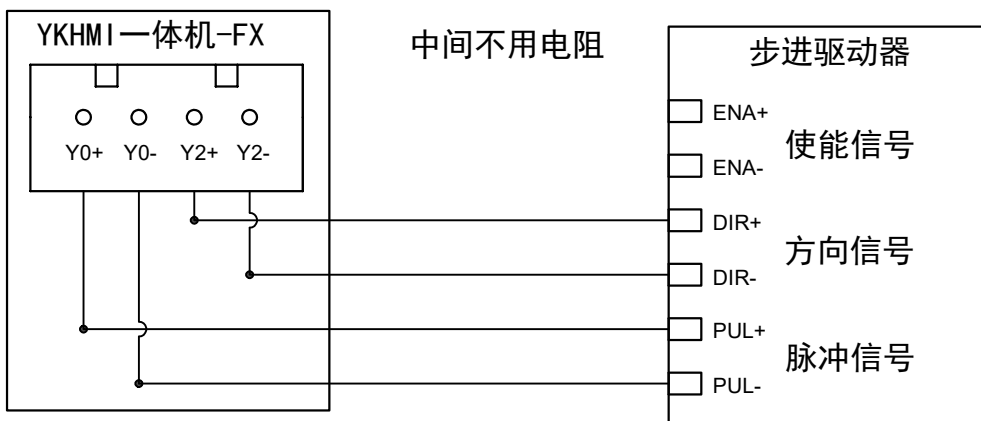 YKHMI一体机-FX
中间不用电阻
步进驱动器
Y0+ Y0- Y2+ Y2-
ENA+
使能信号
ENA-
DIR+
方向信号
DIR-
PUL+
脉冲信号
PUL-